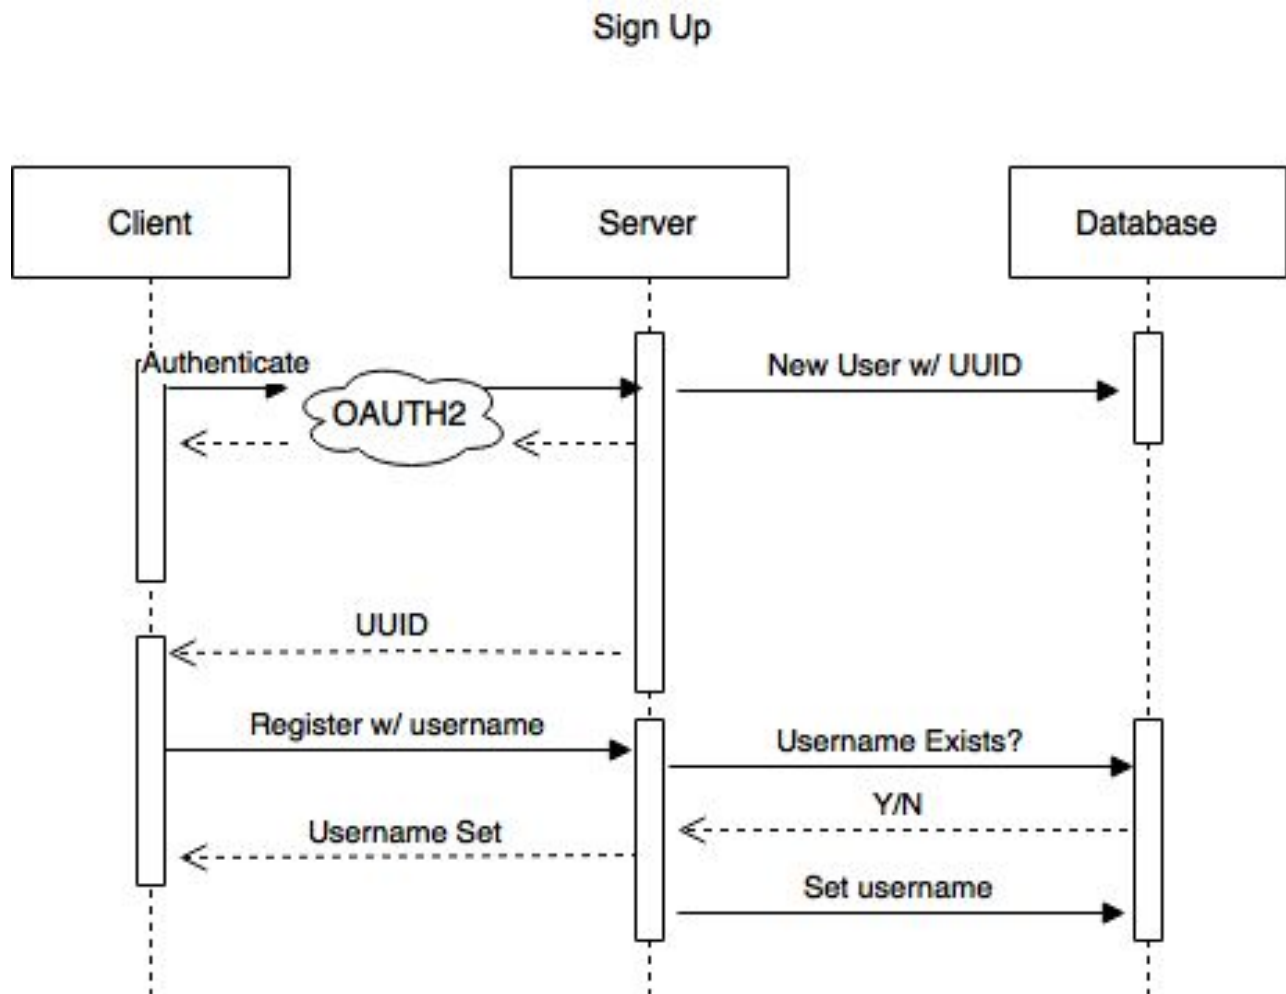 Sign Up
Client
Server
Database
Authenticate
New User w/ UUID
OAUTH2
UUID
Register w/ username
Username Exists?
Y/N
Username Set
Set username